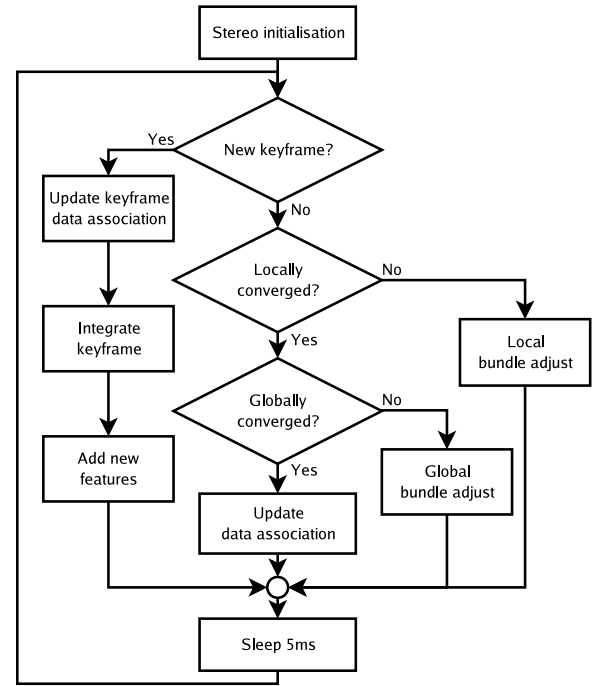 Stereo initialisation
New keyframe?
Yes
No
Update keyframe
data association
Locally
converged?
No
Yes
Integrate
keyframe
Local
bundle adjust
Globally
converged?
No
Yes
Add new
features
Global
bundle adjust
Update
data association
Sleep 5ms